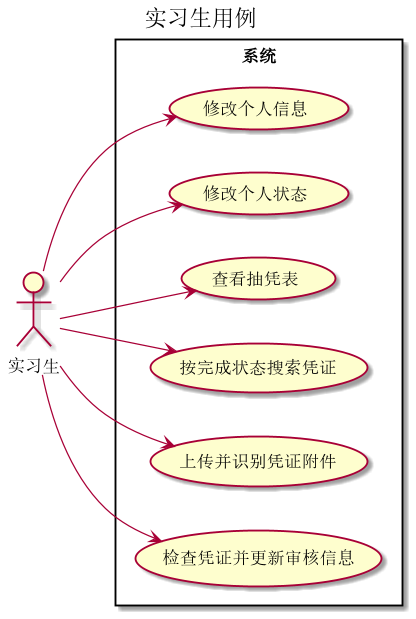 实习生用例
系统
修改个人信息
修改个人状态
查看抽凭表
按完成状态搜索凭证
实习生
上传并识别凭证附件
检查凭证并更新审核信息